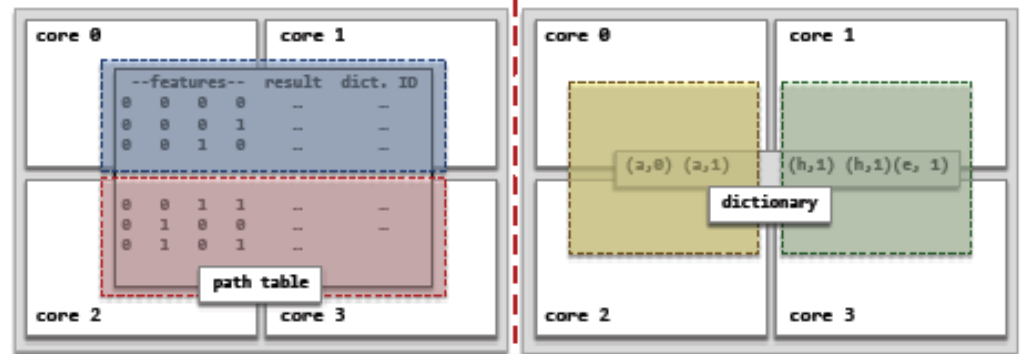 core 0
core 1
--features-- result dict. ID
0 0 0 0 … …
0 0 0 1 … …
0 0 1 0 … …
0 0 1 1 … …
0 1 0 0 … …
0 1 0 1 …
path table
core 2
core 3
core 0
core 1
(a,0) (a,1)
(h,1) (h,1)(e, 1)
dictionary
core 2
core 3